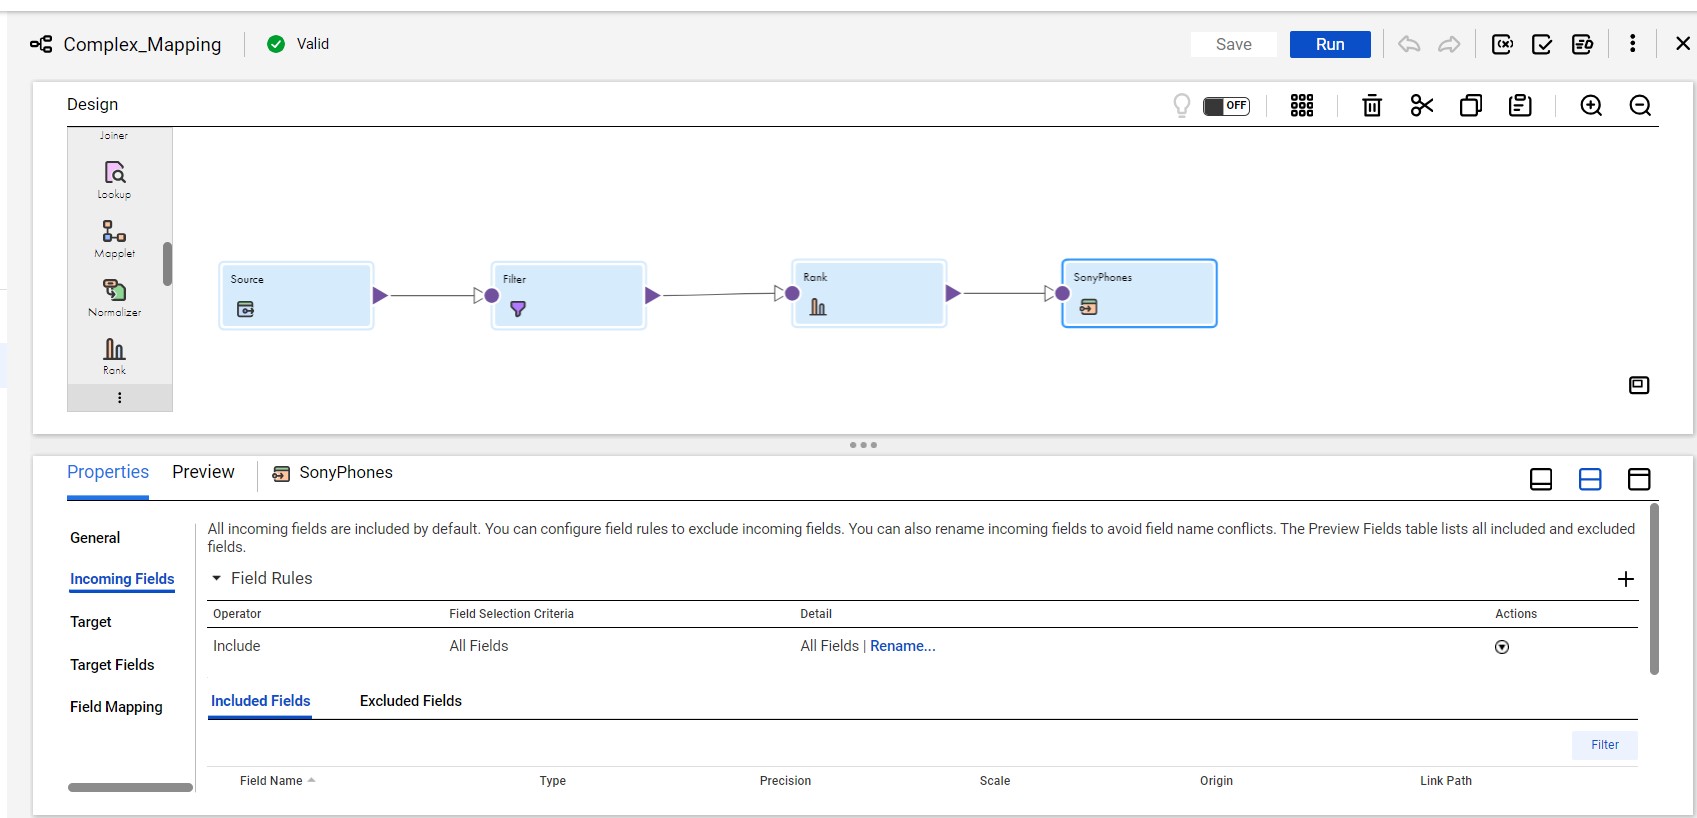 Complex_Mapping
Valid
Save
Run
Design
OFF
Joiner
Lookup
Mapplet
Normalizer
Rank
Source
Filter
Rank
SonyPhones
Properties
Preview
SonyPhones
General
Incoming Fields
Target
Target Fields
Field Mapping
All incoming fields are included by default. You can configure field rules to exclude incoming fields. You can also rename incoming fields to avoid field name conflicts. The Preview Fields table lists all included and excluded
fields.
Field Rules
Operator Field Selection Criteria Detail Actions
Include All Fields All Fields | Rename...
Included Fields Excluded Fields
Filter
Field Name Type Precision Scale Origin Link Path